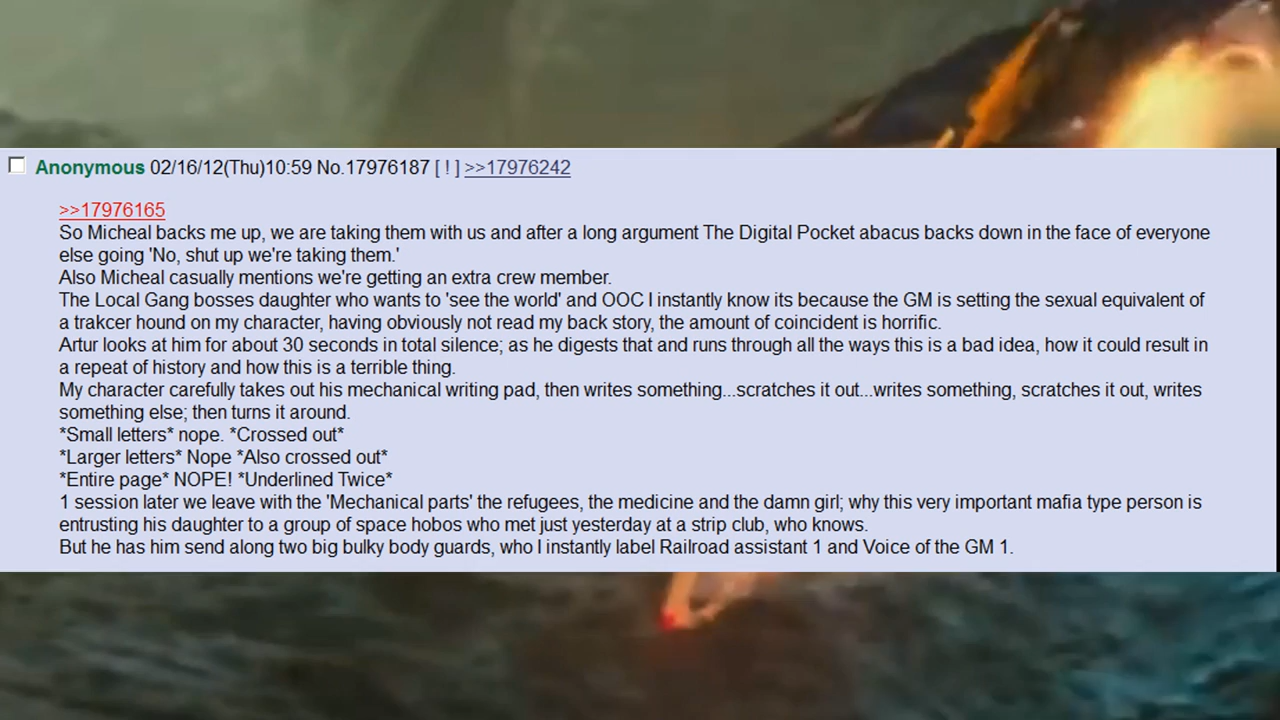 Anonymous 02/16/12(Thu)10:59 No.17976187 [ ! ] >>17976242
>>17976165
So Micheal backs me up, we are taking them with us and after a long argument The Digital Pocket abacus backs down in the face of everyone
else going 'No, shut up we're taking them.'
Also Micheal casually mentions we're getting an extra crew member.
The Local Gang bosses daughter who wants to 'see the world' and OOC I instantly know its because the GM is setting the sexual equivalent of
a trakcer hound on my character, having obviously not read my back story, the amount of coincident is horrific.
Artur looks at him for about 30 seconds in total silence; as he digests that and runs through all the ways this is a bad idea, how it could result in
a repeat of history and how this is a terrible thing.
My character carefully takes out his mechanical writing pad, then writes something...scratches it out...writes something, scratches it out, writes
something else; then turns it around.
*Small letters* nope. *Crossed out*
*Larger letters* Nope *Also crossed out*
*Entire page* NOPE! *Underlined Twice*
1 session later we leave with the 'Mechanical parts' the refugees, the medicine and the damn girl; why this very important mafia type person is
entrusting his daughter to a group of space hobos who met just yesterday at a strip club, who knows.
But he has him send along two big bulky body guards, who I instantly label Railroad assistant 1 and Voice of the GM 1.